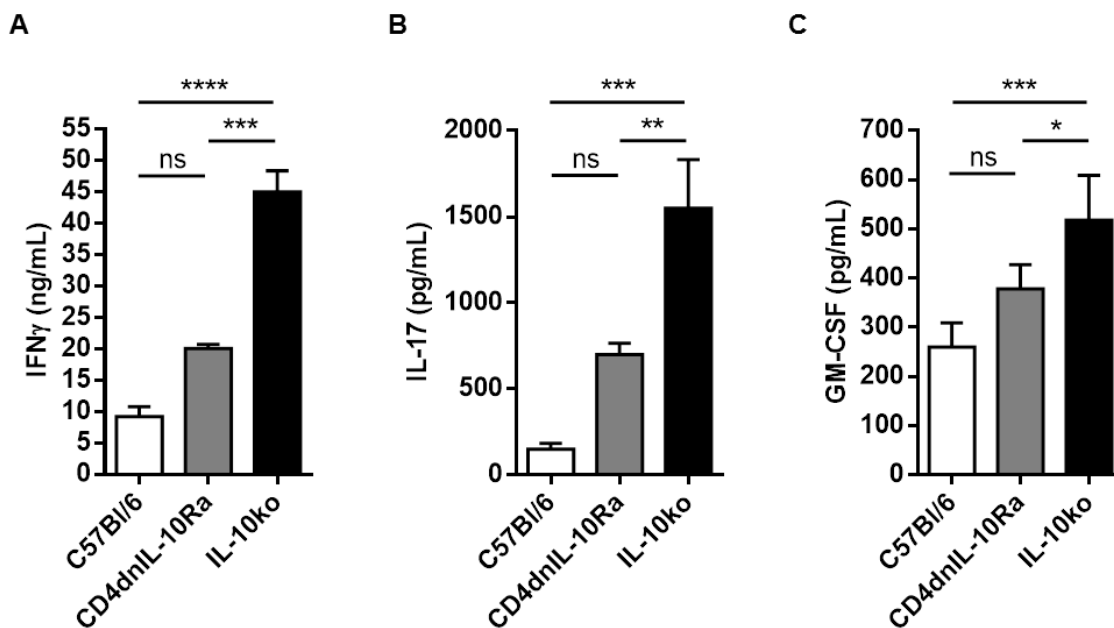 A
B
C
****
***
ns
IFNγ (ng/mL)
55
50
45
40
35
30
25
20
15
10
5
0
C57Bl//6
CD4dnIL-10Ra
IL-10ko
***
**
ns
IL-17 (pg/mL)
2000
1500
1000
500
0
C57Bl//6
CD4dnIL-10Ra
IL-10ko
***
*
ns
GM-CSF (pg/mL)
700
600
500
400
300
200
100
0
C57Bl//6
CD4dnIL-10Ra
IL-10ko